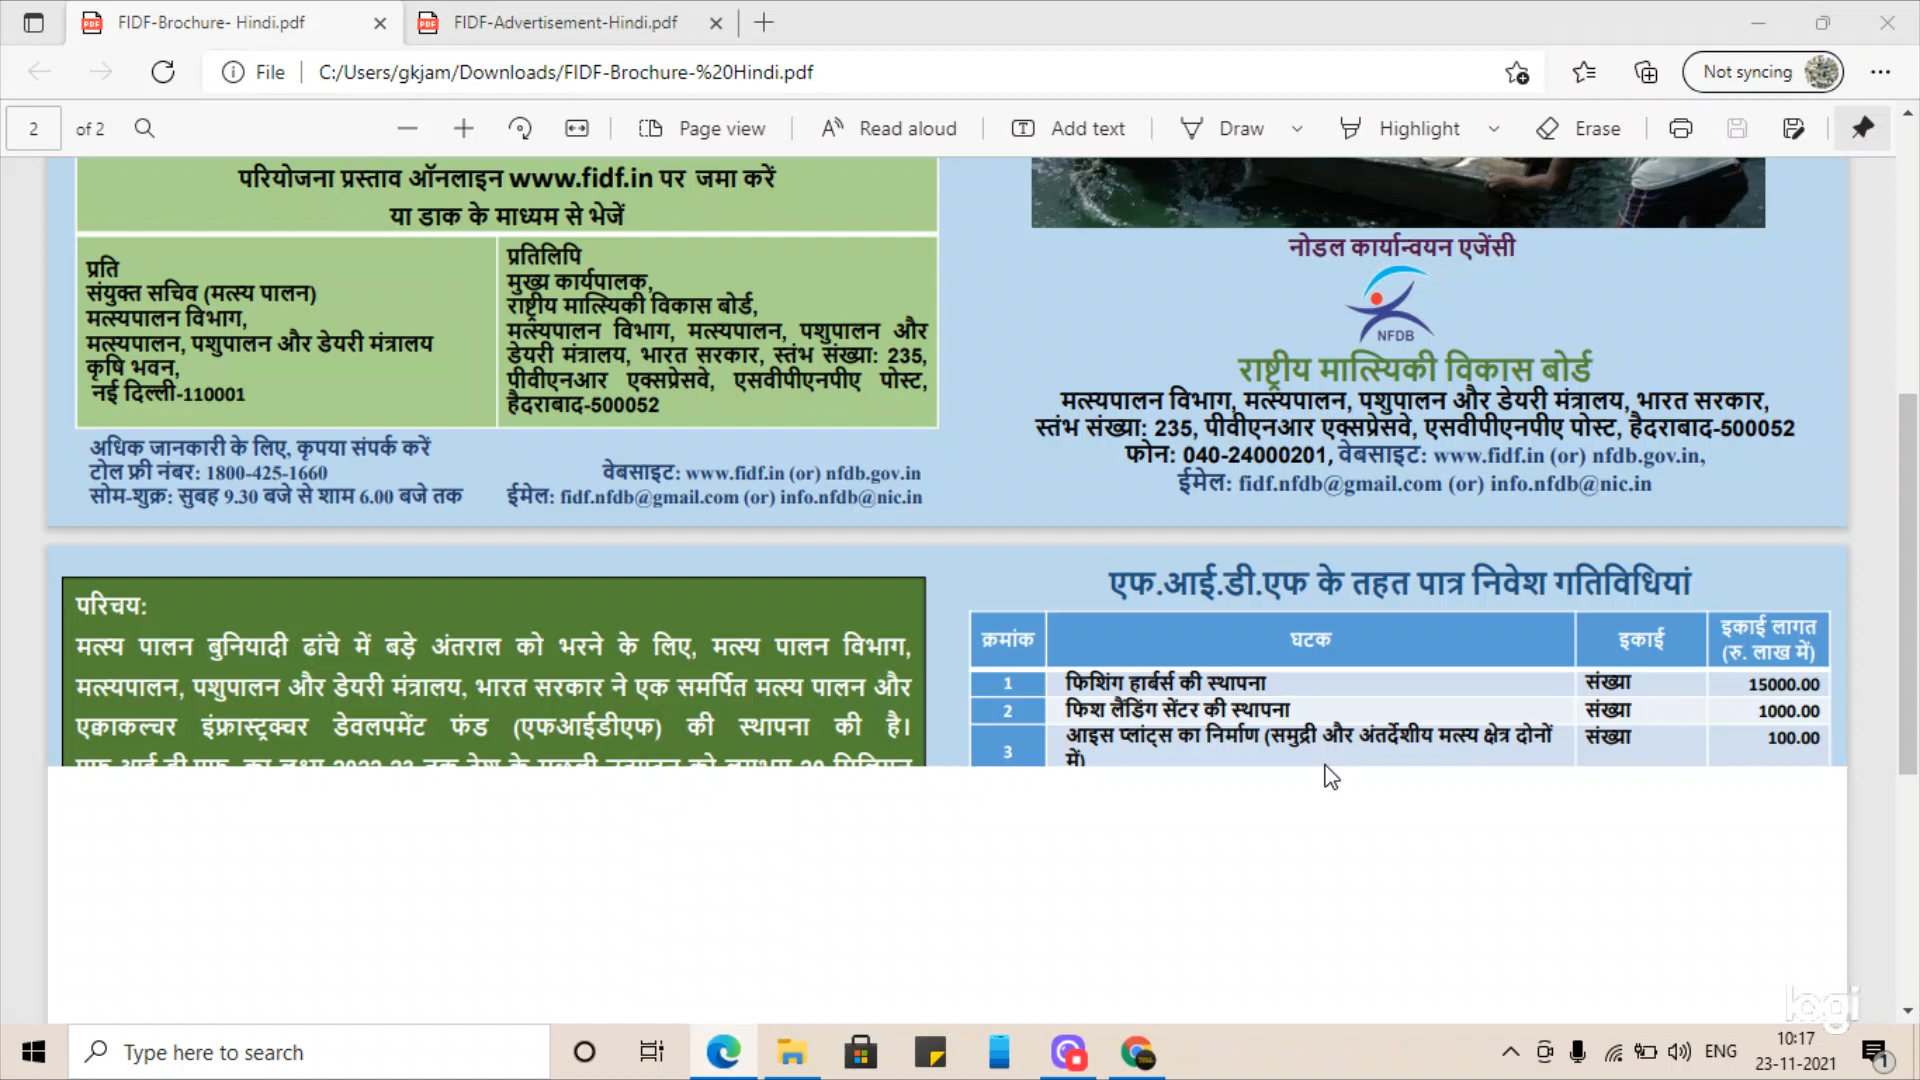 FIDF-Brochure- Hindi.pdf
FIDF-Advertisement-Hindi.pdf
File
C:/Users/gkjam/Downloads/FIDF-Brochure-%20Hindi.pdf
Not syncing
2 of 2
Page view
Read aloud
Add text
Draw
Highlight
Erase
परियोजना प्रस्ताव ऑनलाइन www.fidf.in पर जमा करें
या डाक के माध्यम से भेजें
प्रति
संयुक्त सचिव (मत्स्य पालन)
मत्स्यपालन विभाग,
मत्स्यपालन, पशुपालन और डेयरी मंत्रालय
कृषि भवन,
नई दिल्ली-110001
प्रतिलिपि
मुख्य कार्यपालक,
राष्ट्रीय मात्स्यिकी विकास बोर्ड,
मत्स्यपालन विभाग, मत्स्यपालन, पशुपालन और
डेयरी मंत्रालय, भारत सरकार, स्तंभ संख्या: 235,
पीवीएनआर एक्सप्रेसवे, एसवीपीएनपीए पोस्ट,
हैदराबाद-500052
अधिक जानकारी के लिए, कृपया संपर्क करें
टोल फ्री नंबर: 1800-425-1660
सोम-शुक्र: सुबह 9.30 बजे से शाम 6.00 बजे तक
वेबसाइट: www.fidf.in (or) nfdb.gov.in
ईमेल: fidf.nfdb@gmail.com (or) info.nfdb@nic.in
नोडल कार्यान्वयन एजेंसी
NFDB
राष्ट्रीय मात्स्यिकी विकास बोर्ड
मत्स्यपालन विभाग, मत्स्यपालन, पशुपालन और डेयरी मंत्रालय, भारत सरकार,
स्तंभ संख्या: 235, पीवीएनआर एक्सप्रेसवे, एसवीपीएनपीए पोस्ट, हैदराबाद-500052
फोन: 040-24000201, वेबसाइट: www.fidf.in (or) nfdb.gov.in,
ईमेल: fidf.nfdb@gmail.com (or) info.nfdb@nic.in
परिचय:
मत्स्य पालन बुनियादी ढांचे में बड़े अंतराल को भरने के लिए, मत्स्य पालन विभाग,
मत्स्यपालन, पशुपालन और डेयरी मंत्रालय, भारत सरकार ने एक समर्पित मत्स्य पालन और
एक्वाकल्चर इंफ्रास्ट्रक्चर डेवलपमेंट फंड (एफआईडीएफ) की स्थापना की है।
एफ.आई.डी.एफ के तहत पात्र निवेश गतिविधियां
क्रमांक घटक इकाई इकाई लागत (रु. लाख में)
1 फिशिंग हार्बर्स की स्थापना संख्या 15000.00
2 फिश लैंडिंग सेंटर की स्थापना संख्या 1000.00
3 आइस प्लांट्स का निर्माण (समुद्री और अंतर्देशीय मत्स्य क्षेत्र दोनों में) संख्या 100.00
logi
Type here to search
ENG
10:17
23-11-2021
1